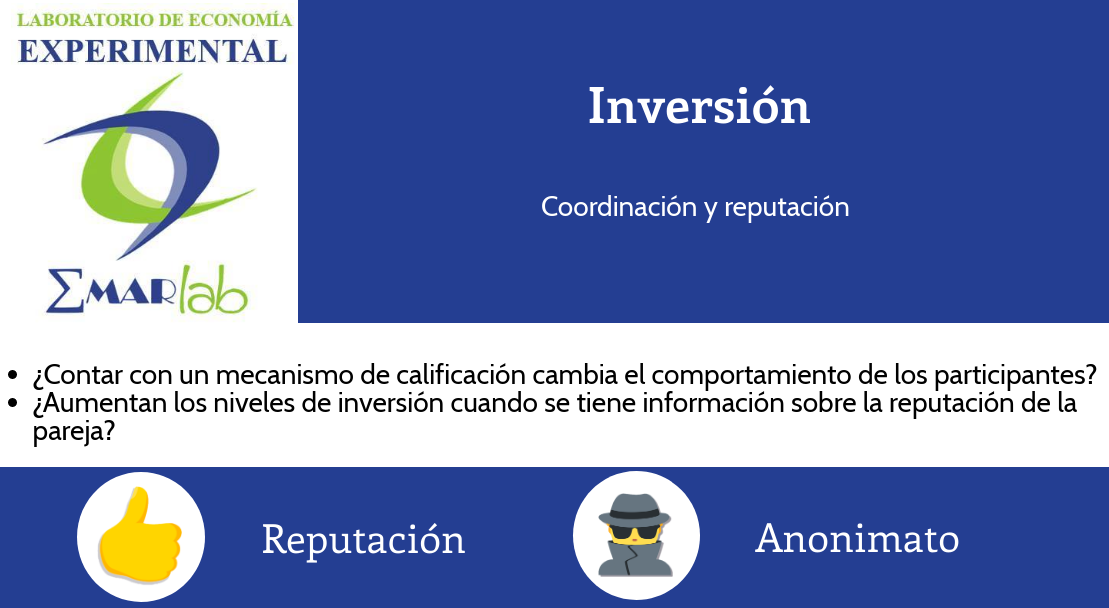 LABORATORIO DE ECONOMÍA
EXPERIMENTAL
ΣMARlab
Inversión
Coordinación y reputación
• ¿Contar con un mecanismo de calificación cambia el comportamiento de los participantes?
• ¿Aumentan los niveles de inversión cuando se tiene información sobre la reputación de la
pareja?
Reputación
Anonimato